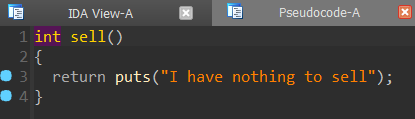 IDA View-A Pseudocode-A
1 int sell()
2 {
3 return puts("I have nothing to sell");
4 }